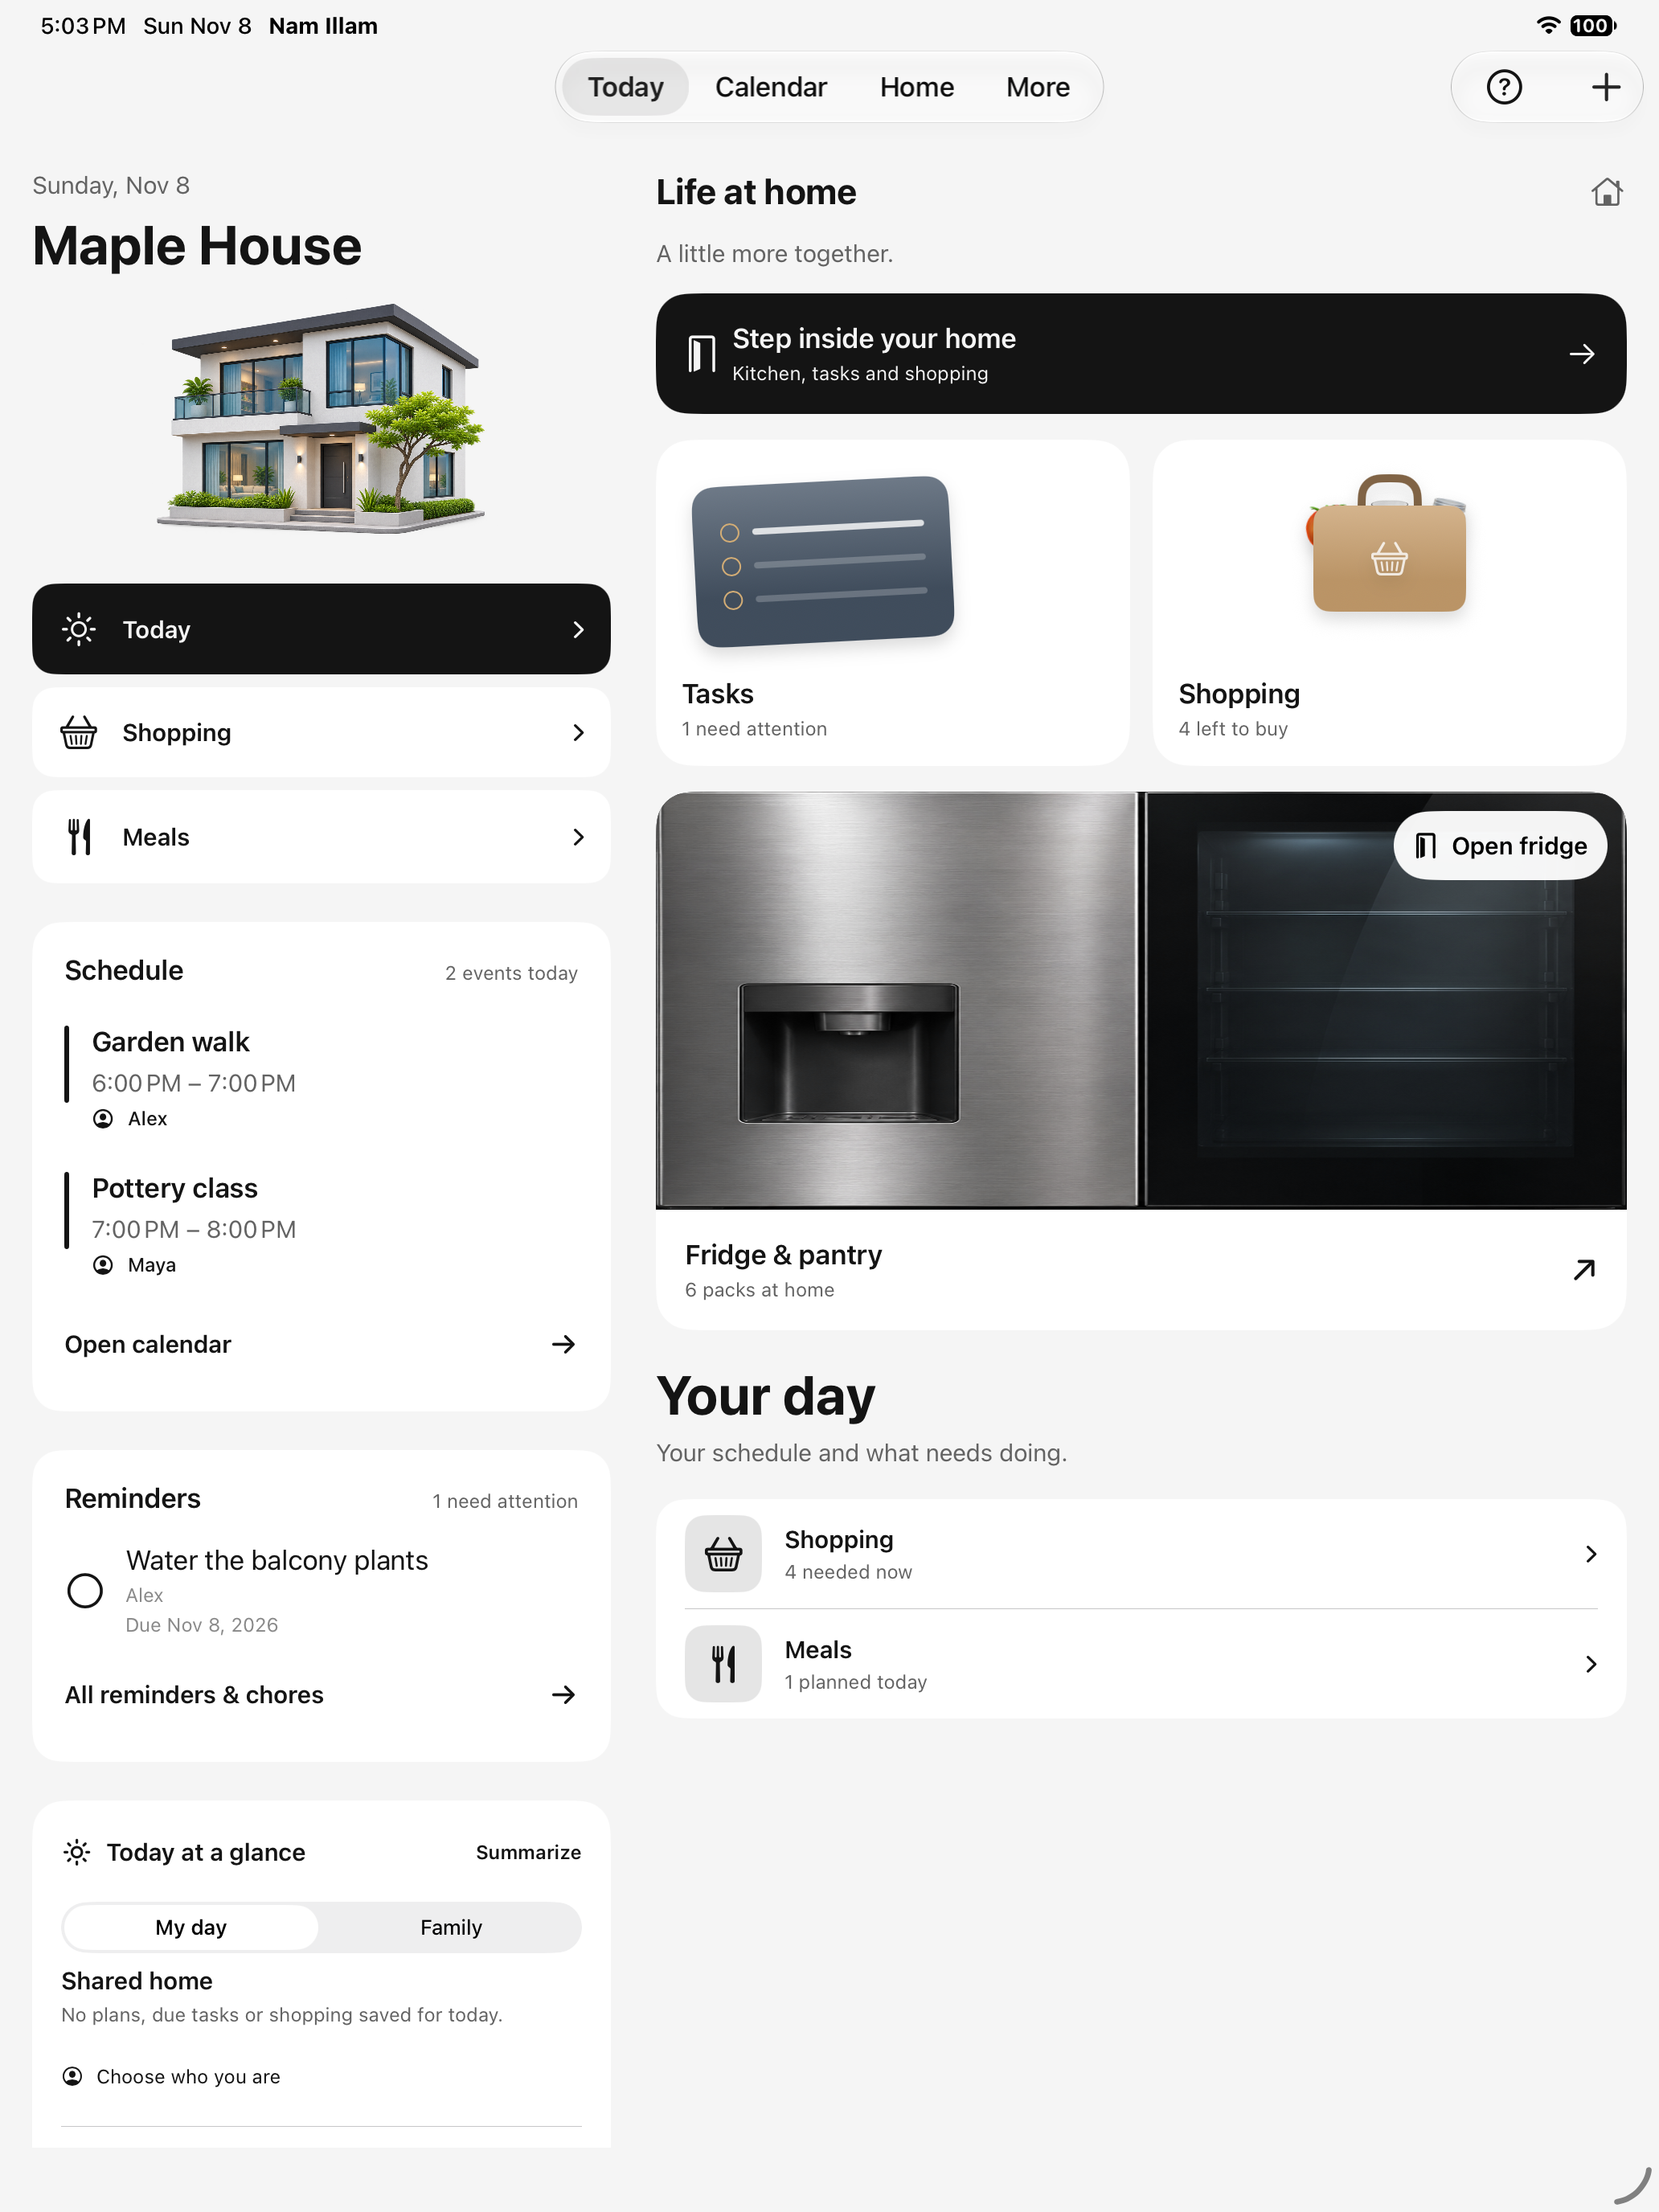 5:03 PM Sun Nov 8 Nam Illam
100
Today Calendar Home More
Sunday, Nov 8
Maple House
Today
Shopping
Meals
Schedule 2 events today
Garden walk
6:00 PM – 7:00 PM
Alex
Pottery class
7:00 PM – 8:00 PM
Maya
Open calendar
Reminders 1 need attention
Water the balcony plants
Alex
Due Nov 8, 2026
All reminders & chores
Today at a glance Summarize
My day Family
Shared home
No plans, due tasks or shopping saved for today.
Choose who you are
Life at home
A little more together.
Step inside your home
Kitchen, tasks and shopping
Tasks
1 need attention
Shopping
4 left to buy
Open fridge
Fridge & pantry
6 packs at home
Your day
Your schedule and what needs doing.
Shopping
4 needed now
Meals
1 planned today